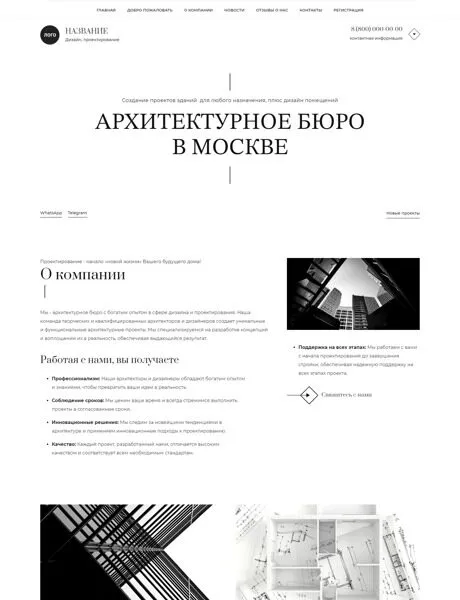 ГЛАВНАЯ ДОБРО ПОЖАЛОВАТЬ О КОМПАНИИ НОВОСТИ ОТЗЫВЫ О НАС КОНТАКТЫ РЕГИСТРАЦИЯ
ЛОГО
НАЗВАНИЕ
Дизайн, проектирование
8 (800) 000-00-00
контактная информация
Создание проектов зданий для любого назначения, плюс дизайн помещений
АРХИТЕКТУРНОЕ БЮРО
В МОСКВЕ
WhatsApp Telegram
Новые проекты
Проектирование - начало «новой жизни» Вашего будущего дома!
О компании
Мы - архитектурное бюро с богатым опытом в сфере дизайна и проектирования. Наша
команда творческих и квалифицированных архитекторов и дизайнеров создает уникальные
и функциональные архитектурные проекты. Мы специализируемся на разработке концепций
и воплощении их в реальность, обеспечивая выдающийся результат.
Работая с нами, вы получаете
• Профессионализм: Наши архитекторы и дизайнеры обладают богатым опытом
и знаниями, чтобы превратить ваши идеи в реальность.
• Соблюдение сроков: Мы ценим ваше время и всегда стремимся выполнить
проекты в согласованные сроки.
• Инновационные решения: Мы следим за новейшими тенденциями в
архитектуре и применяем инновационные подходы к проектированию.
• Качество: Каждый проект, разработанный нами, отличается высоким
качеством и соответствует всем необходимым стандартам.
• Поддержка на всех этапах: Мы работаем с вами
с начала проектирования до завершения
стройки, обеспечивая надежную поддержку на
всех этапах проекта.
Свяжитесь с нами